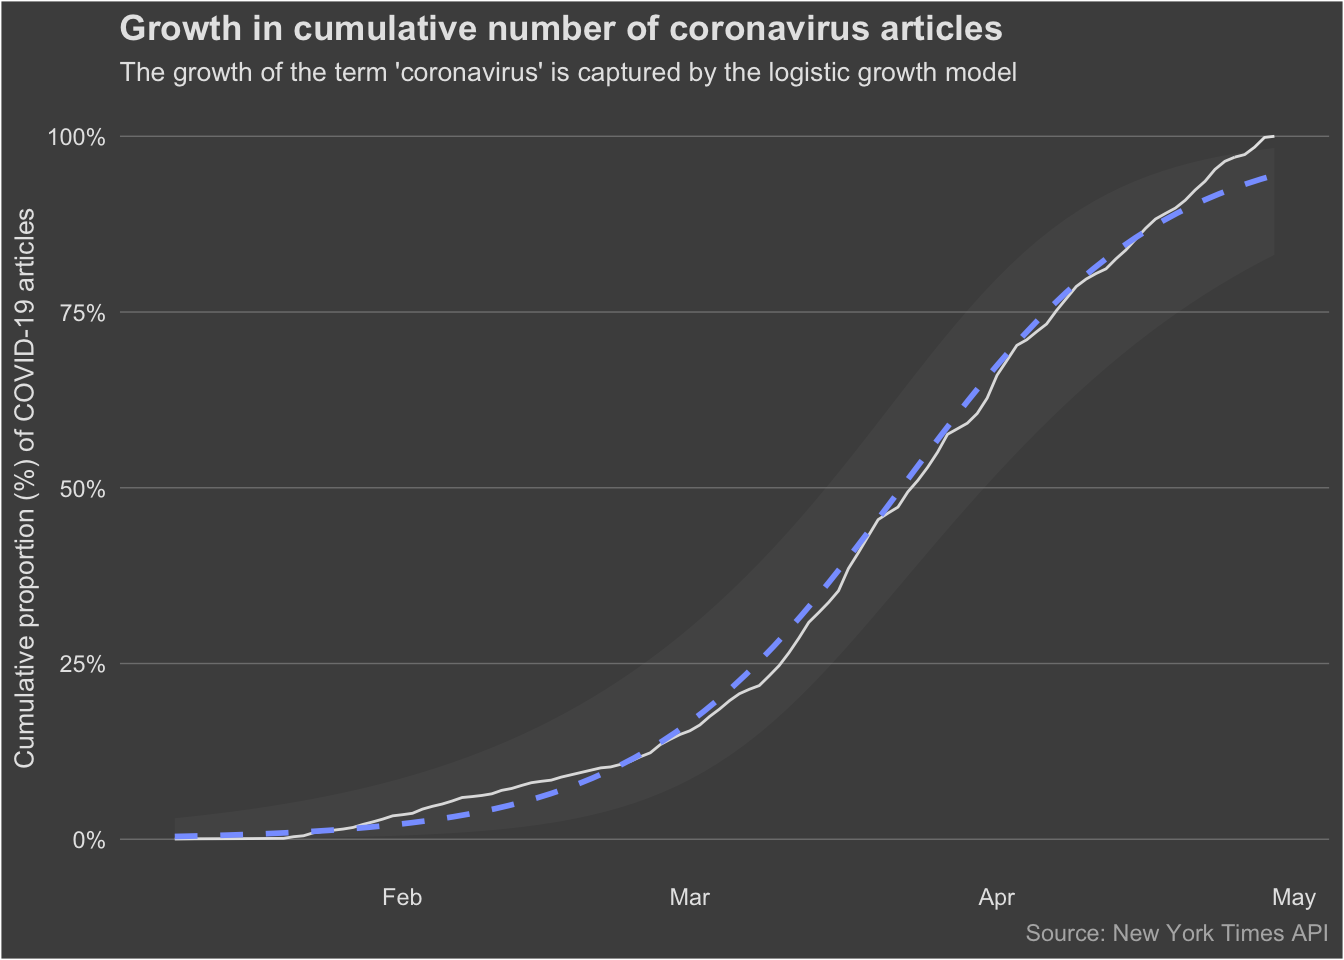 Growth in cumulative number of coronavirus articles
The growth of the term 'coronavirus' is captured by the logistic growth model
Cumulative proportion (%) of COVID-19 articles
100%
75%
50%
25%
0%
Feb Mar Apr May
Source: New York Times API